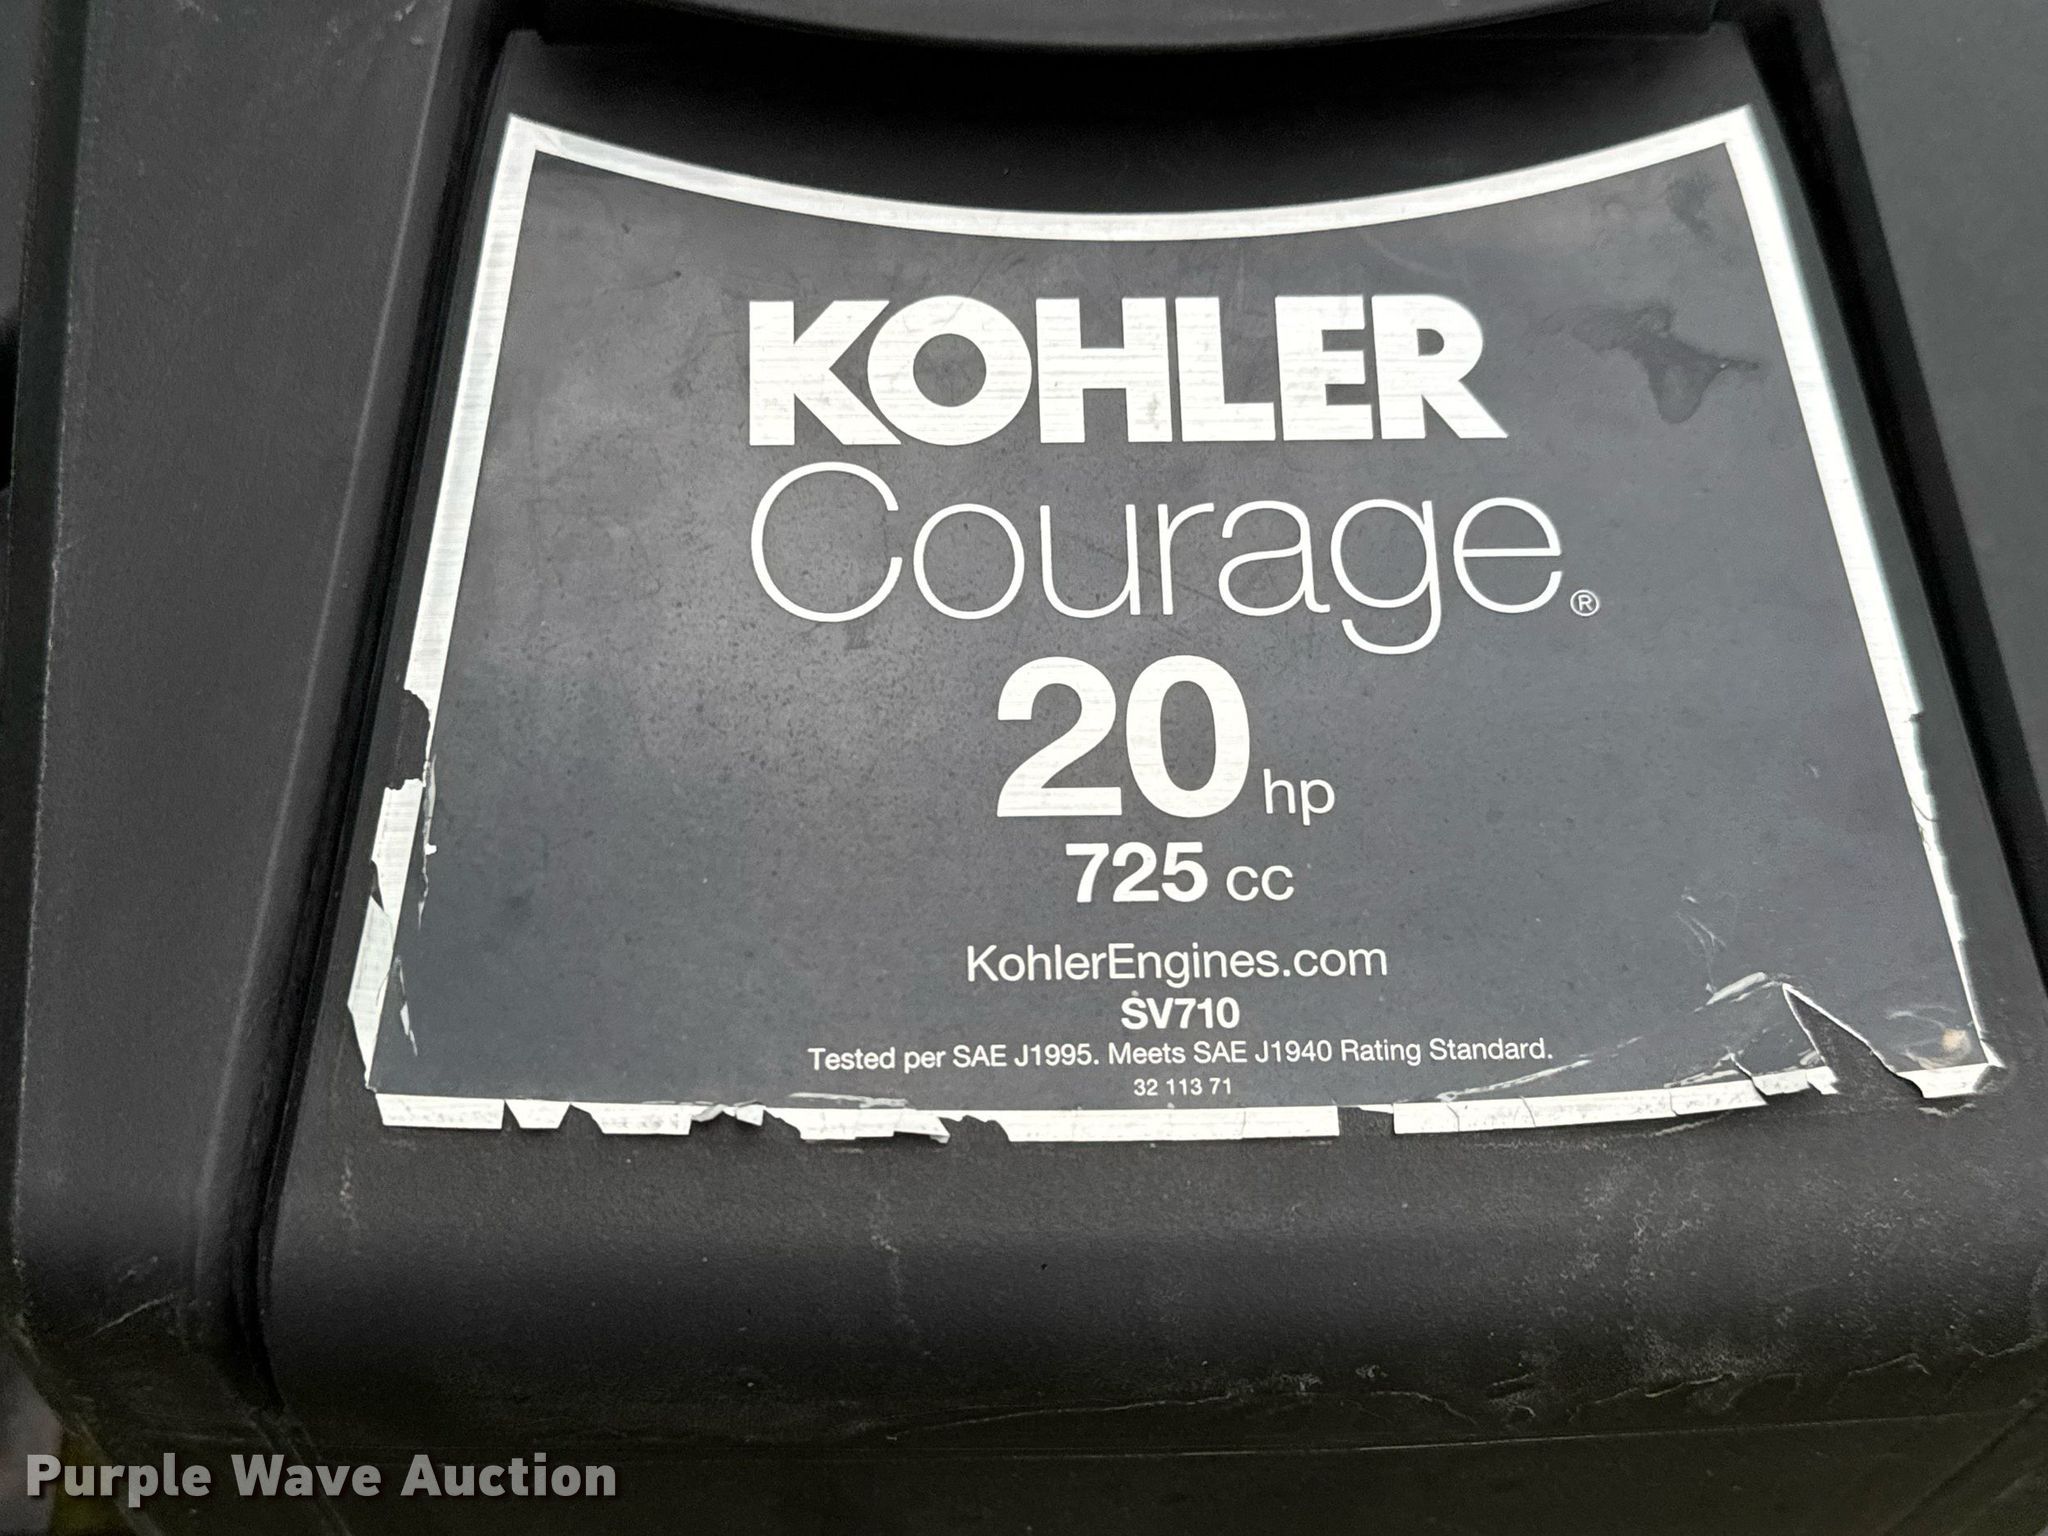 KOHLER
Courage®
20 hp
725 cc
KohlerEngines.com
SV710
Tested per SAE J1995. Meets SAE J1940 Rating Standard.
32 113 71
Purple Wave Auction